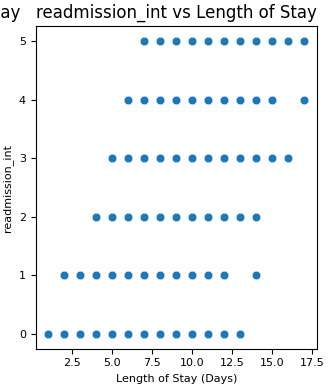 ay readmission_int vs Length of Stay
5
4
3
2
1
0
readmission_int
2.5 5.0 7.5 10.0 12.5 15.0 17.5
Length of Stay (Days)